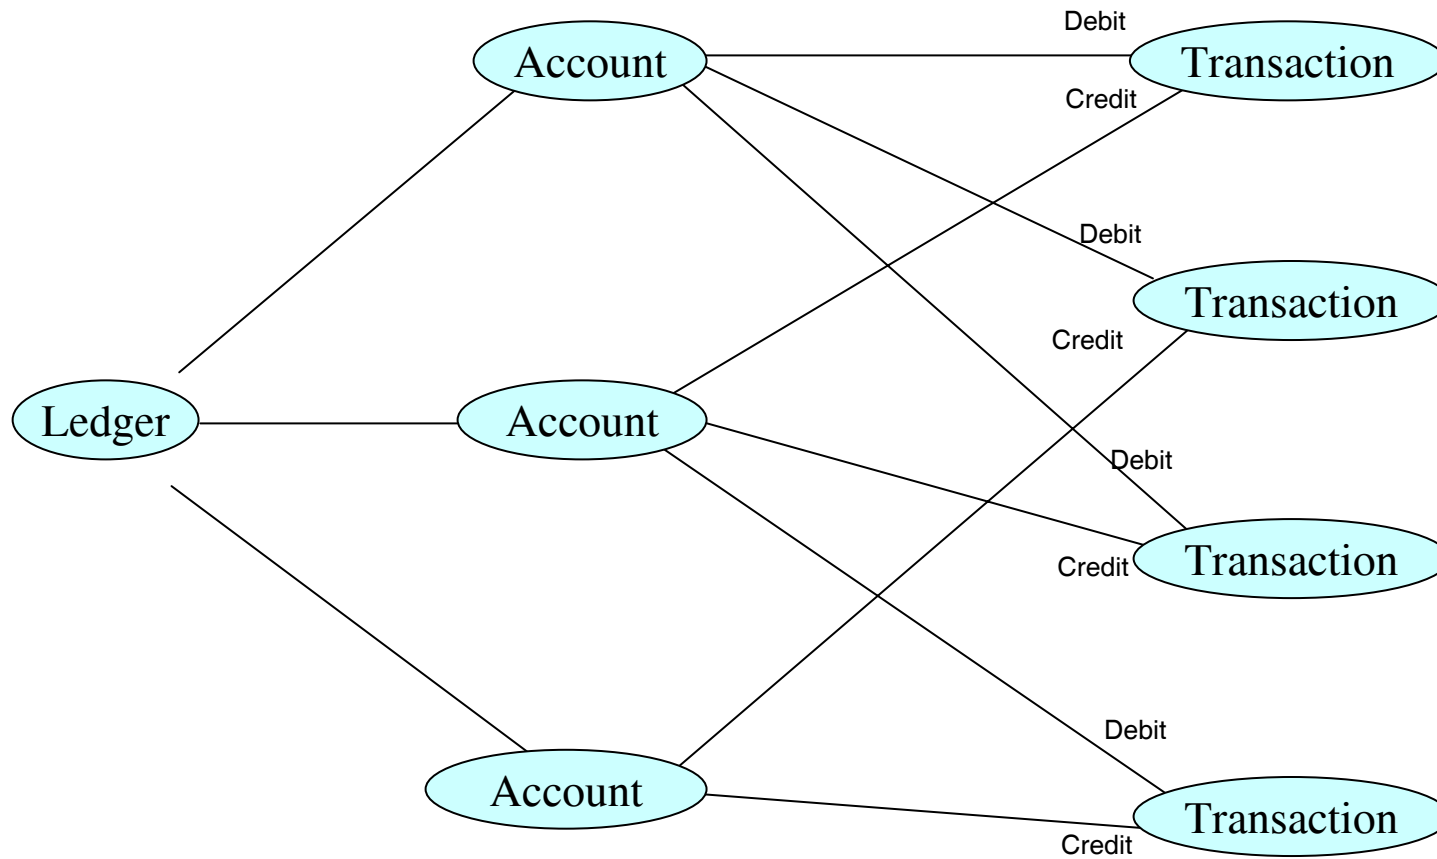 Debit
Account
Transaction
Credit
Debit
Transaction
Credit
Ledger
Account
Debit
Transaction
Credit
Debit
Account
Transaction
Credit